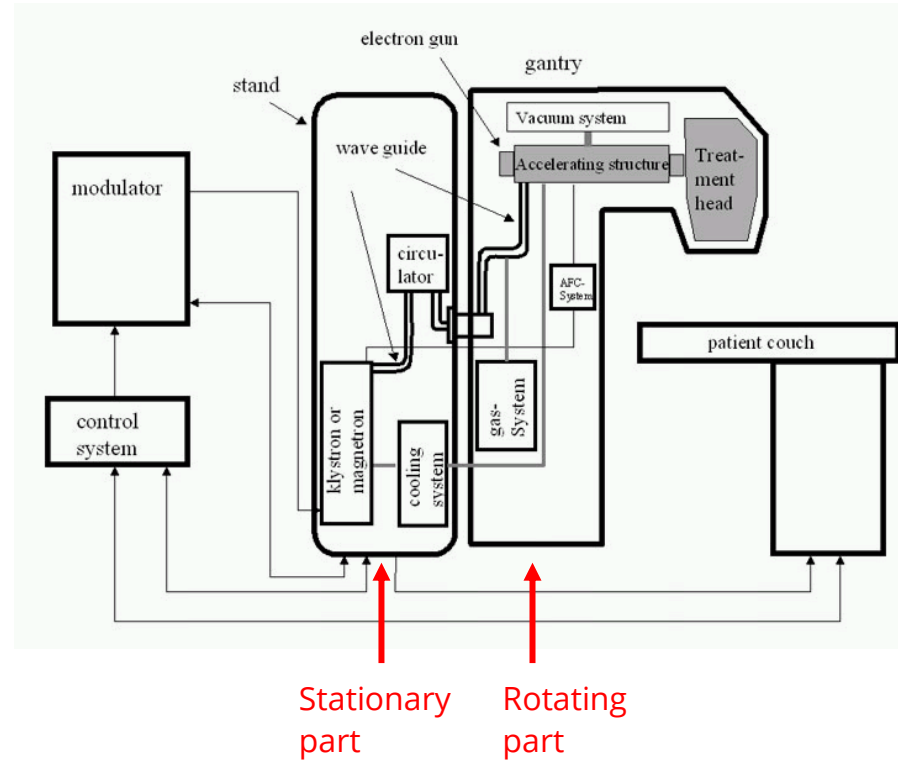 electron gun
gantry
stand
Vacuum system
wave guide
Accelerating structure
Treat-
ment
head
modulator
circu-
lator
AFC-
System
patient couch
klystron or
magnetron
gas-
System
control
system
cooling
system
Stationary
part
Rotating
part